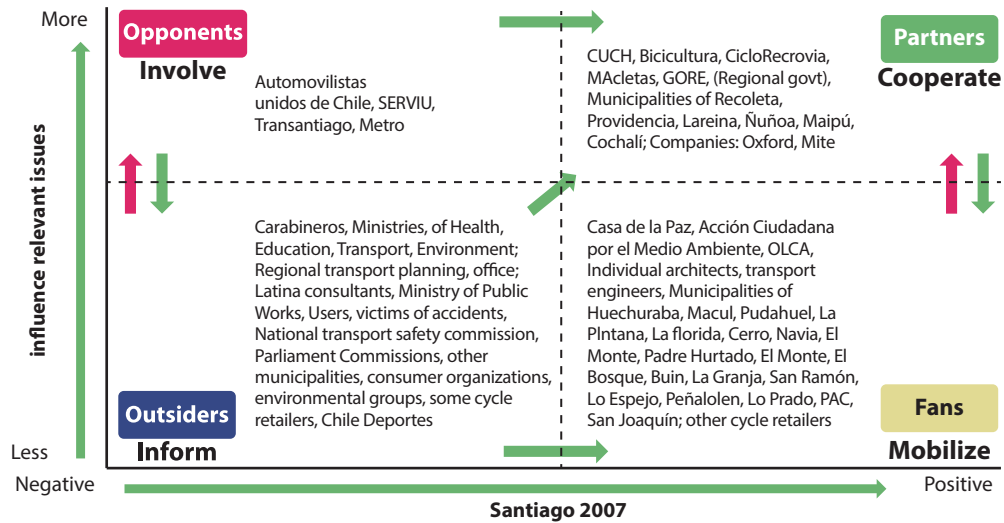 More
Opponents
Involve
Automovilistas
unidos de Chile, SERVIU,
Transantiago, Metro
CUCH, Bicicultura, CicloRecrovia,
MAcletas, GORE, (Regional govt),
Municipalities of Recoleta,
Providencia, Lareina, Ñuñoa, Maipú,
Cochalí; Companies: Oxford, Mite
Partners
Cooperate
influence relevant issues
Carabineros, Ministries, of Health,
Education, Transport, Environment;
Regional transport planning, office;
Latina consultants, Ministry of Public
Works, Users, victims of accidents,
National transport safety commission,
Parliament Commissions, other
municipalities, consumer organizations,
environmental groups, some cycle
retailers, Chile Deportes
Casa de la Paz, Acción Ciudadana
por el Medio Ambiente, OLCA,
Individual architects, transport
engineers, Municipalities of
Huechuraba, Macul, Pudahuel, La
PIntana, La florida, Cerro, Navia, El
Monte, Padre Hurtado, El Monte, El
Bosque, Buin, La Granja, San Ramón,
Lo Espejo, Peñalolen, Lo Prado, PAC,
San Joaquín; other cycle retailers
Outsiders
Inform
Fans
Mobilize
Less
Negative
Positive
Santiago 2007